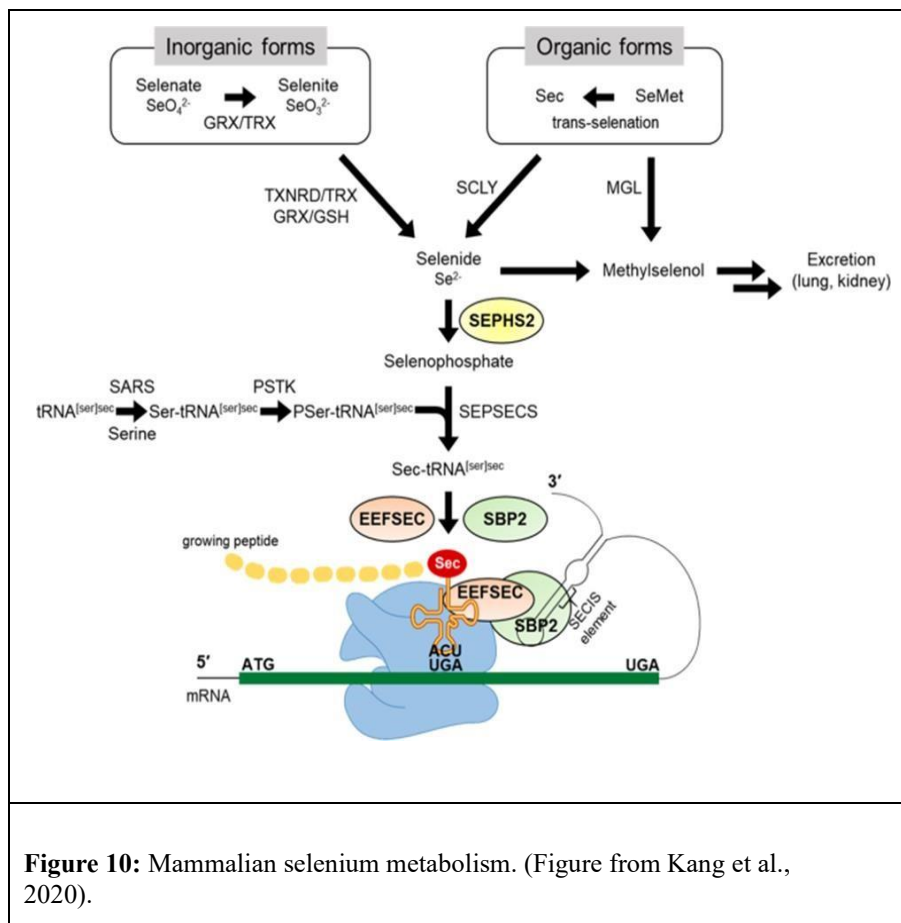 Inorganic forms
Organic forms
Selenate
SeO₄²⁻
Selenite
SeO₃²⁻
GRX/TRX
Sec
SeMet
trans-selenation
TXNRD/TRX
GRX/GSH
SCLY
MGL
Selenide
Se²⁻
Methylselenol
Excretion
(lung, kidney)
SEPHS2
Selenophosphate
SARS
PSTK
tRNA[ser]sec
Ser-tRNA[ser]sec
PSer-tRNA[ser]sec
SEPSECS
Serine
Sec-tRNA[ser]sec
3′
EEFSEC
SBP2
growing peptide
Sec
EEFSEC
SBP2
SECIS
element
ACU
5′
ATG
UGA
UGA
mRNA
Figure 10: Mammalian selenium metabolism. (Figure from Kang et al.,
2020).